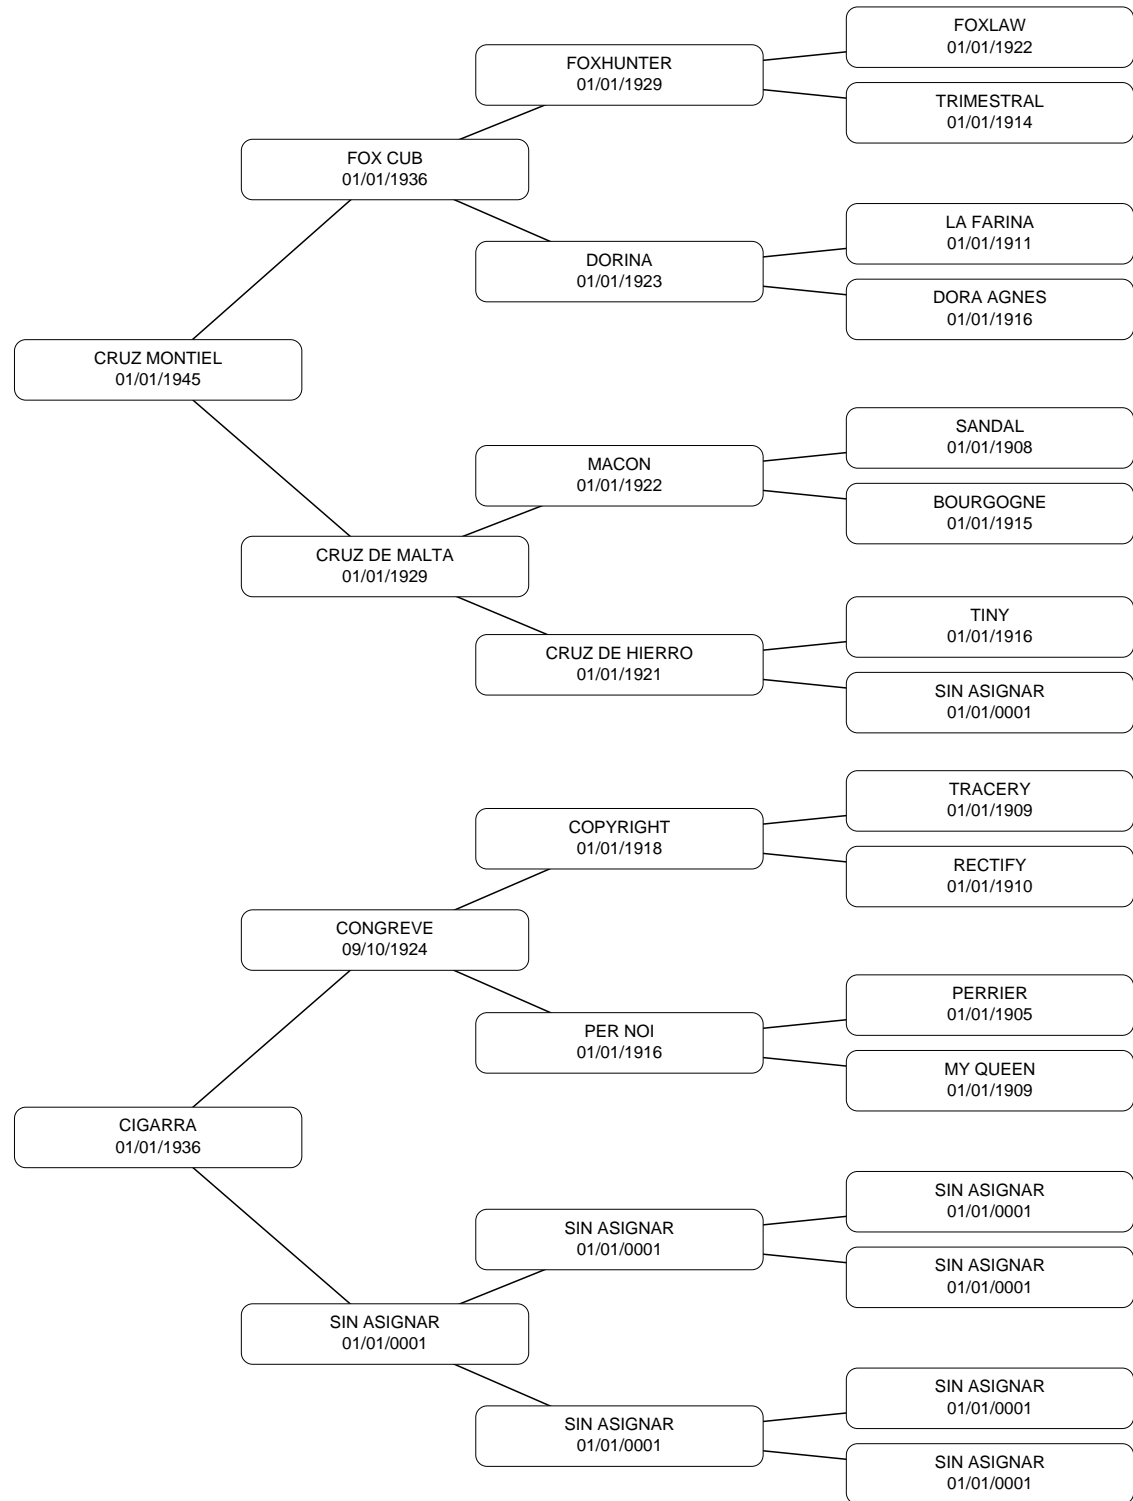 FOXLAW
01/01/1922
FOXHUNTER
01/01/1929
TRIMESTRAL
01/01/1914
FOX CUB
01/01/1936
LA FARINA
01/01/1911
DORINA
01/01/1923
DORA AGNES
01/01/1916
CRUZ MONTIEL
01/01/1945
SANDAL
01/01/1908
MACON
01/01/1922
BOURGOGNE
01/01/1915
CRUZ DE MALTA
01/01/1929
TINY
01/01/1916
CRUZ DE HIERRO
01/01/1921
SIN ASIGNAR
01/01/0001
TRACERY
01/01/1909
COPYRIGHT
01/01/1918
RECTIFY
01/01/1910
CONGREVE
09/10/1924
PERRIER
01/01/1905
PER NOI
01/01/1916
MY QUEEN
01/01/1909
CIGARRA
01/01/1936
SIN ASIGNAR
01/01/0001
SIN ASIGNAR
01/01/0001
SIN ASIGNAR
01/01/0001
SIN ASIGNAR
01/01/0001
SIN ASIGNAR
01/01/0001
SIN ASIGNAR
01/01/0001
SIN ASIGNAR
01/01/0001